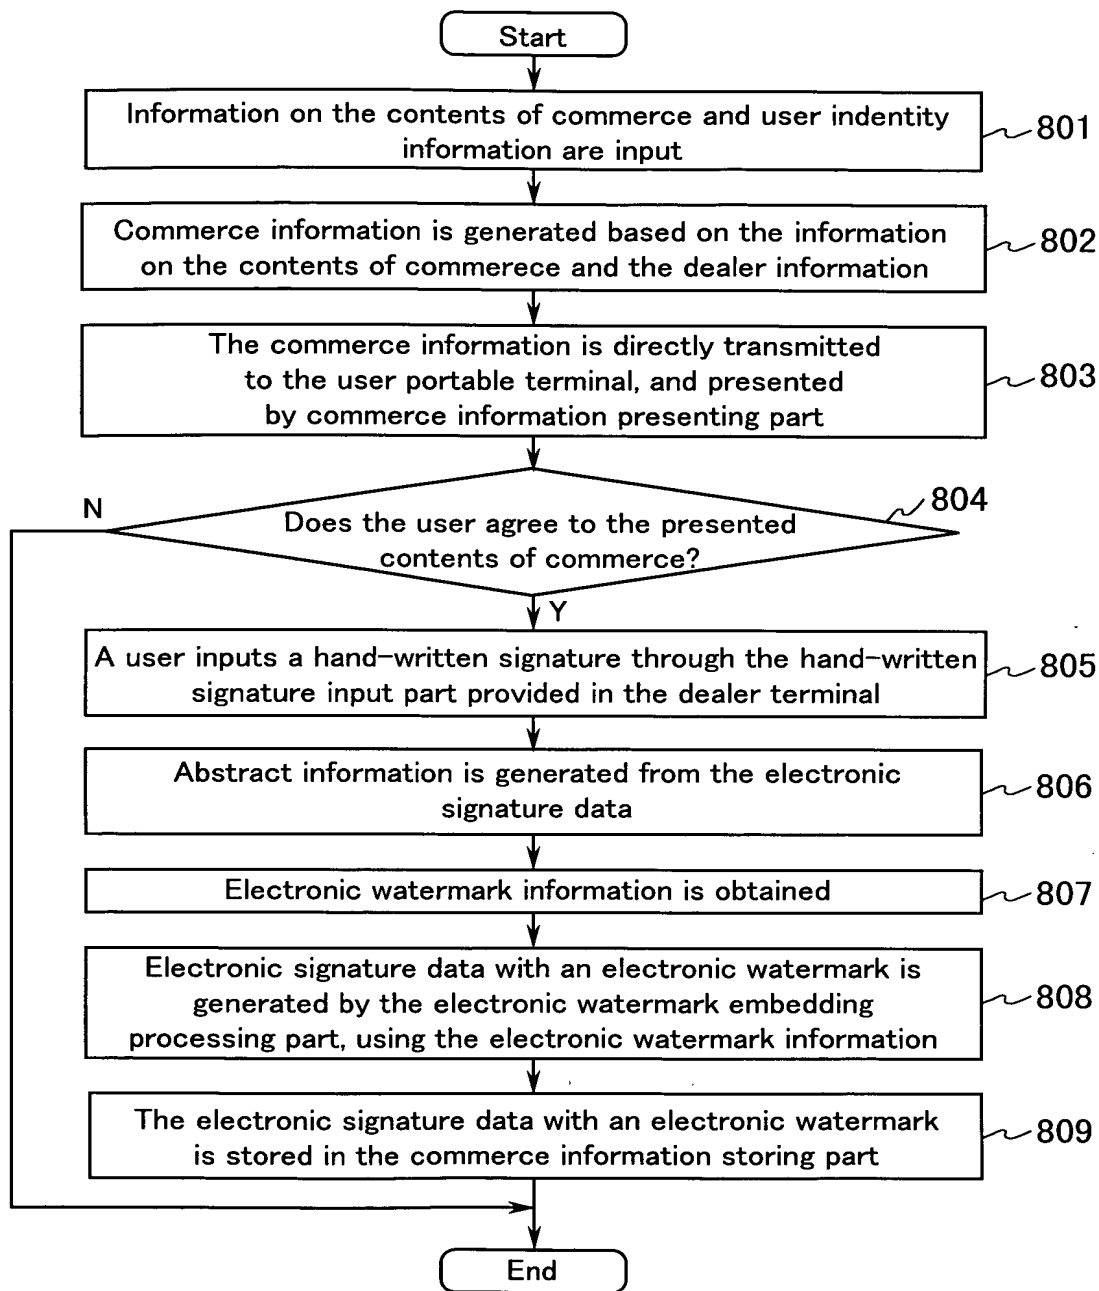 Start
Information on the contents of commerce and user indentity
information are input
801
Commerce information is generated based on the information
on the contents of commerece and the dealer information
802
The commerce information is directly transmitted
to the user portable terminal, and presented
by commerce information presenting part
803
N
804
Does the user agree to the presented
contents of commerce?
Y
A user inputs a hand-written signature through the hand-written
signature input part provided in the dealer terminal
805
Abstract information is generated from the electronic
signature data
806
Electronic watermark information is obtained
807
Electronic signature data with an electronic watermark is
generated by the electronic watermark embedding
processing part, using the electronic watermark information
808
The electronic signature data with an electronic watermark
is stored in the commerce information storing part
809
End